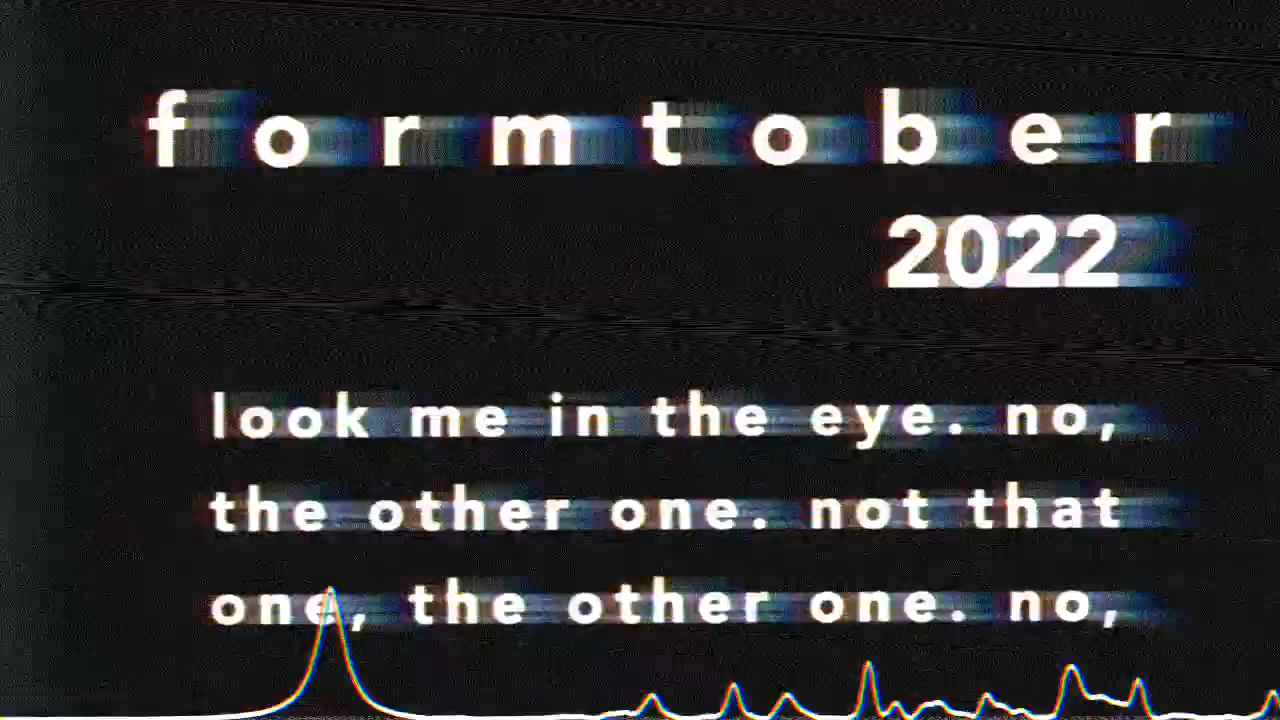 formtober
2022
look me in the eye. no,
the other one. not that
one, the other one. no,